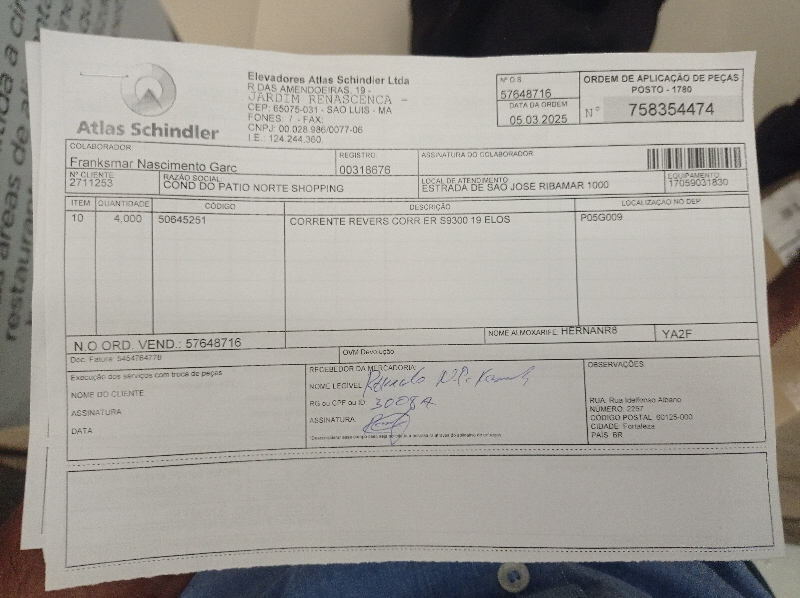 Atlas Schindler
Elevadores Atlas Schindler Ltda
R DAS AMENDOEIRAS, 19 -
JARDIM RENASCENCA -
CEP: 65075-031 - SAO LUIS - MA
FONES: / - FAX:
CNPJ: 00.028.986/0077-06
I.E.: 124.244.360
Nº O.S
57648716
DATA DA ORDEM
05.03.2025
ORDEM DE APLICAÇÃO DE PEÇAS
POSTO - 1780
Nº 758354474
COLABORADOR
Franksmar Nascimento Garc
REGISTRO
00318676
ASSINATURA DO COLABORADOR
Nº CLIENTE
2711253
RAZÃO SOCIAL
COND DO PATIO NORTE SHOPPING
LOCAL DE ATENDIMENTO
ESTRADA DE SAO JOSE RIBAMAR 1000
EQUIPAMENTO
17059031830
ITEM QUANTIDADE CÓDIGO DESCRIÇÃO LOCALIZAÇÃO NO DEP.
10 4,000 50645251 CORRENTE REVERS CORR ER S9300 19 ELOS P05G009
N.O ORD. VEND.: 57648716
NOME ALMOXARIFE: HERNANR8 YA2F
Doc. Fatura: 5454764778
OVM Devolução
Execução dos serviços com troca de peças
NOME DO CLIENTE
ASSINATURA
DATA
RECEBEDOR DA MERCADORIA:
NOME LEGÍVEL
RG ou CPF ou ID 30084
ASSINATURA
OBSERVAÇÕES:
RUA: Rua Idelfonso Albano
NÚMERO: 2257
CÓDIGO POSTAL: 60125-000
CIDADE: Fortaleza
PAÍS: BR